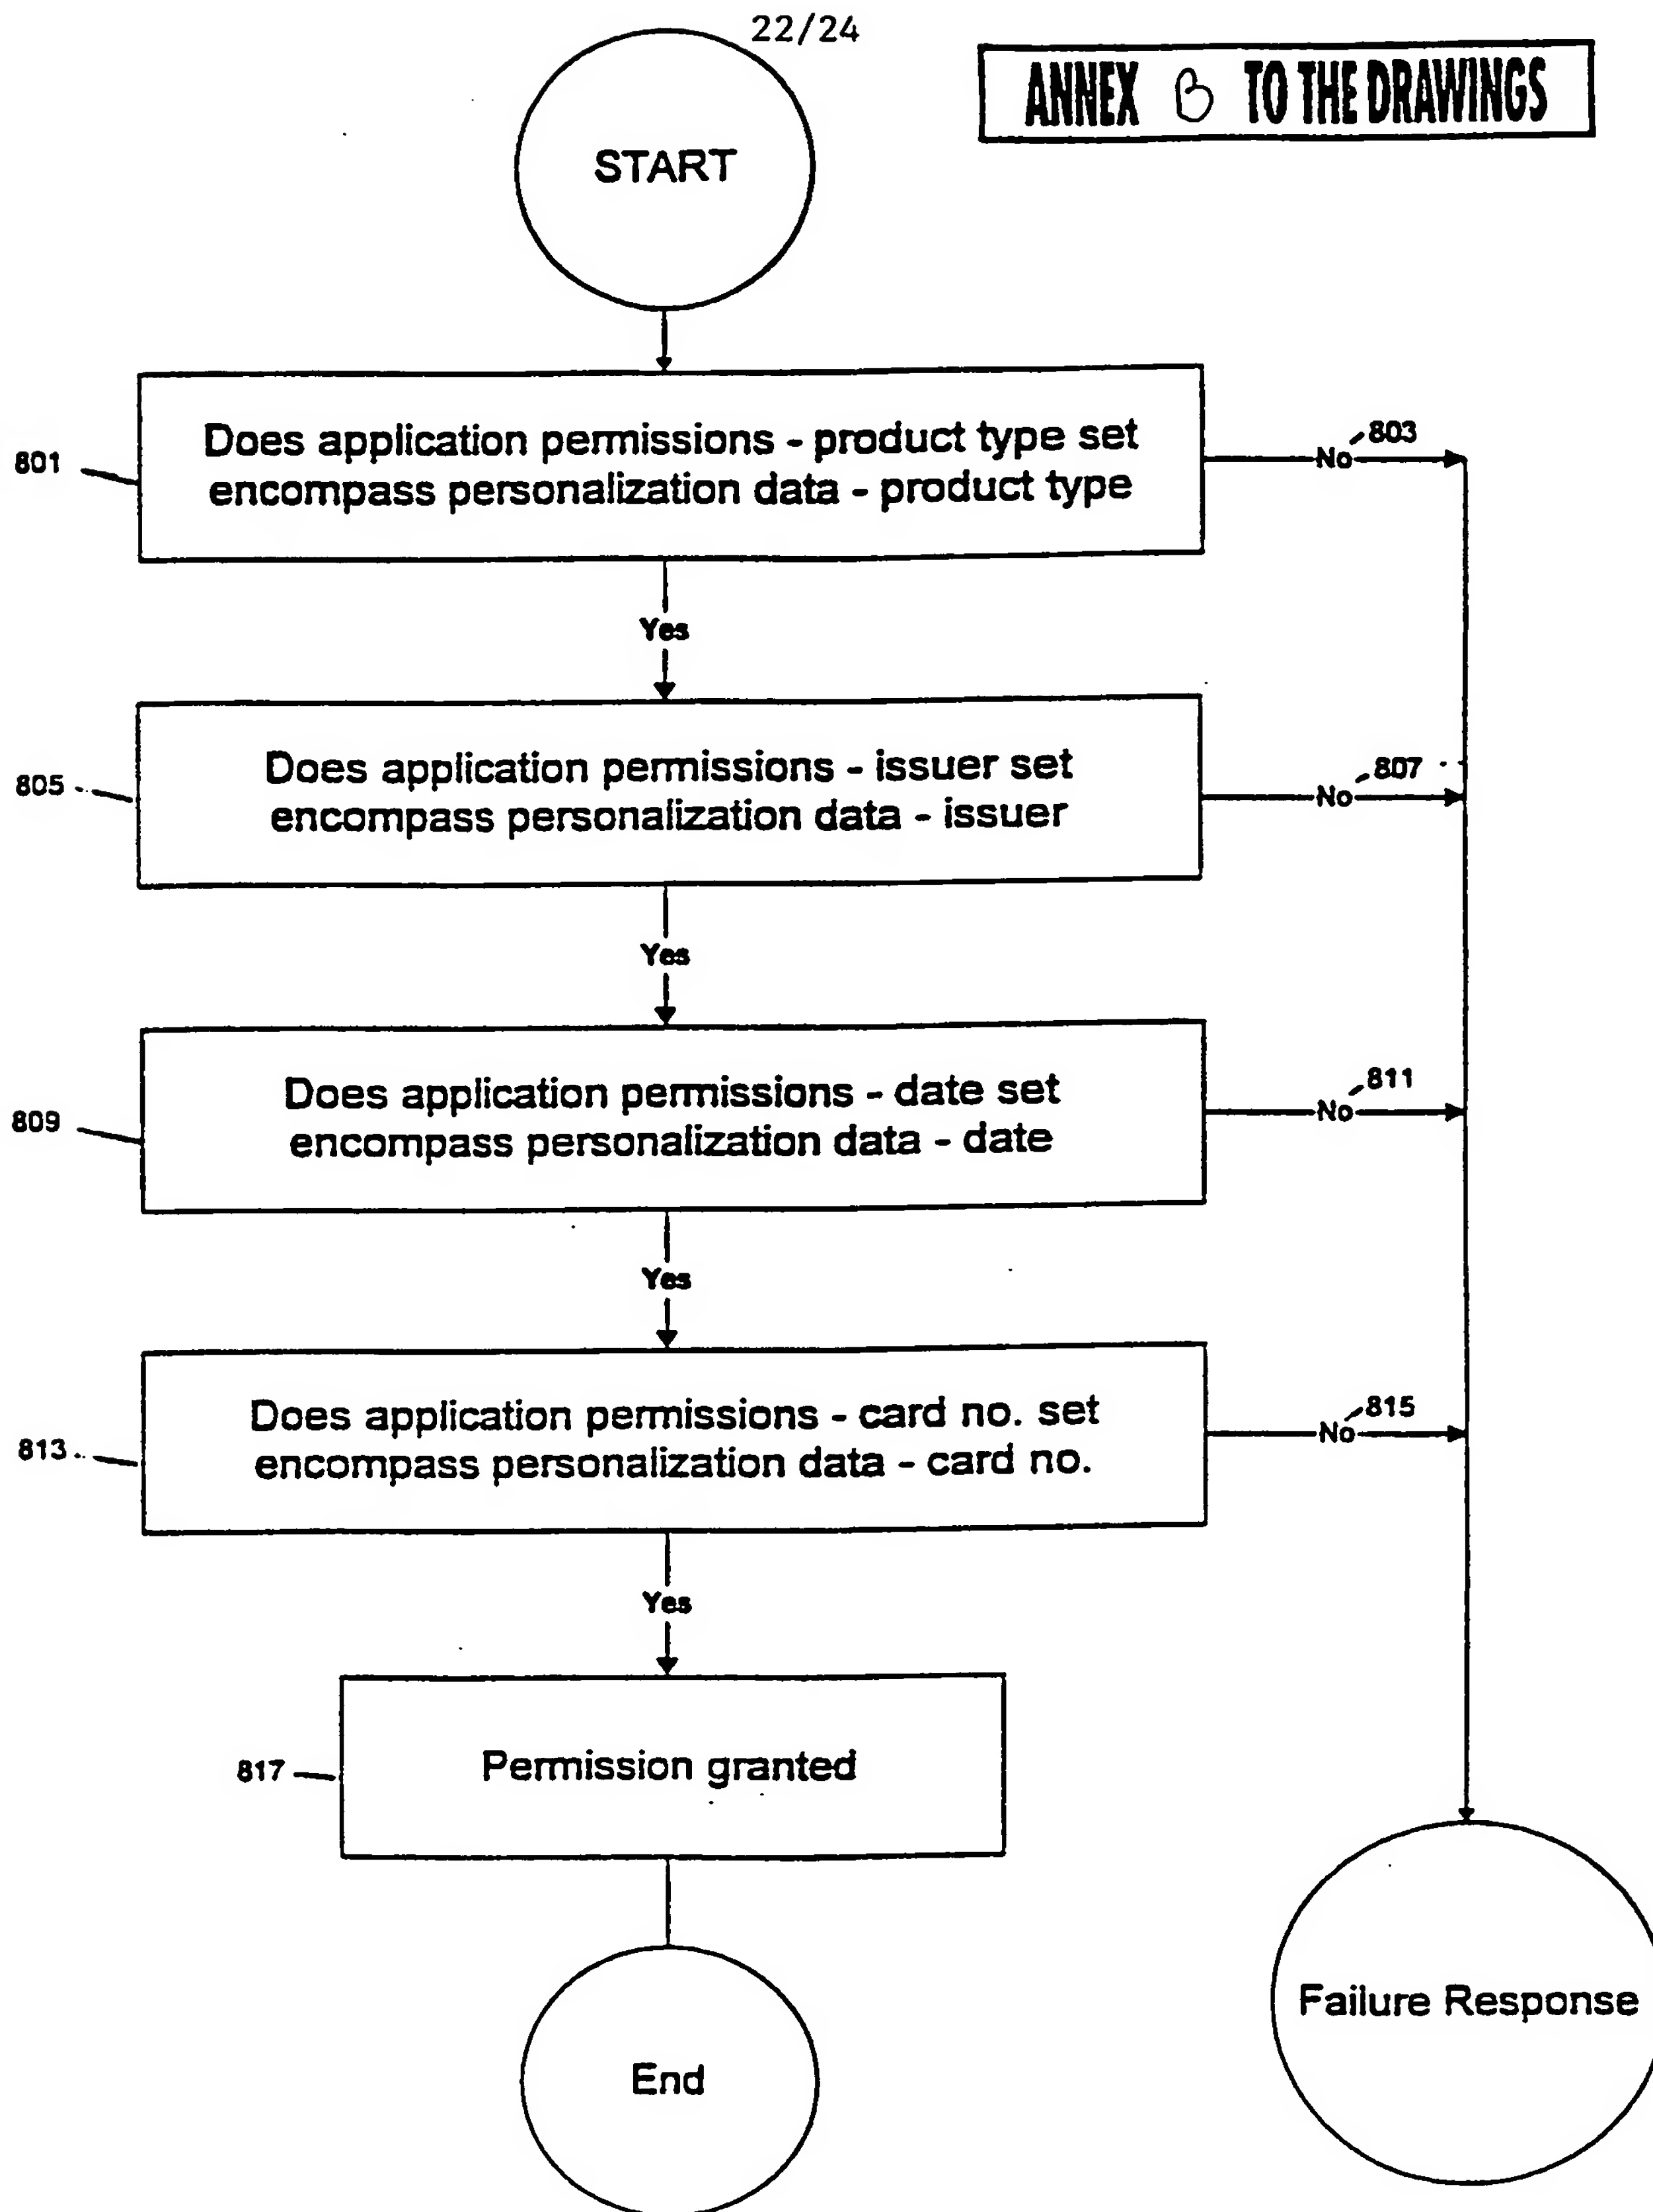 22/24
ANNEX B TO THE DRAWINGS
START
801
Does application permissions - product type set
encompass personalization data - product type
803
No
Yes
805
Does application permissions - issuer set
encompass personalization data - issuer
807
No
Yes
809
Does application permissions - date set
encompass personalization data - date
811
No
Yes
813
Does application permissions - card no. set
encompass personalization data - card no.
815
No
Yes
817
Permission granted
Failure Response
End